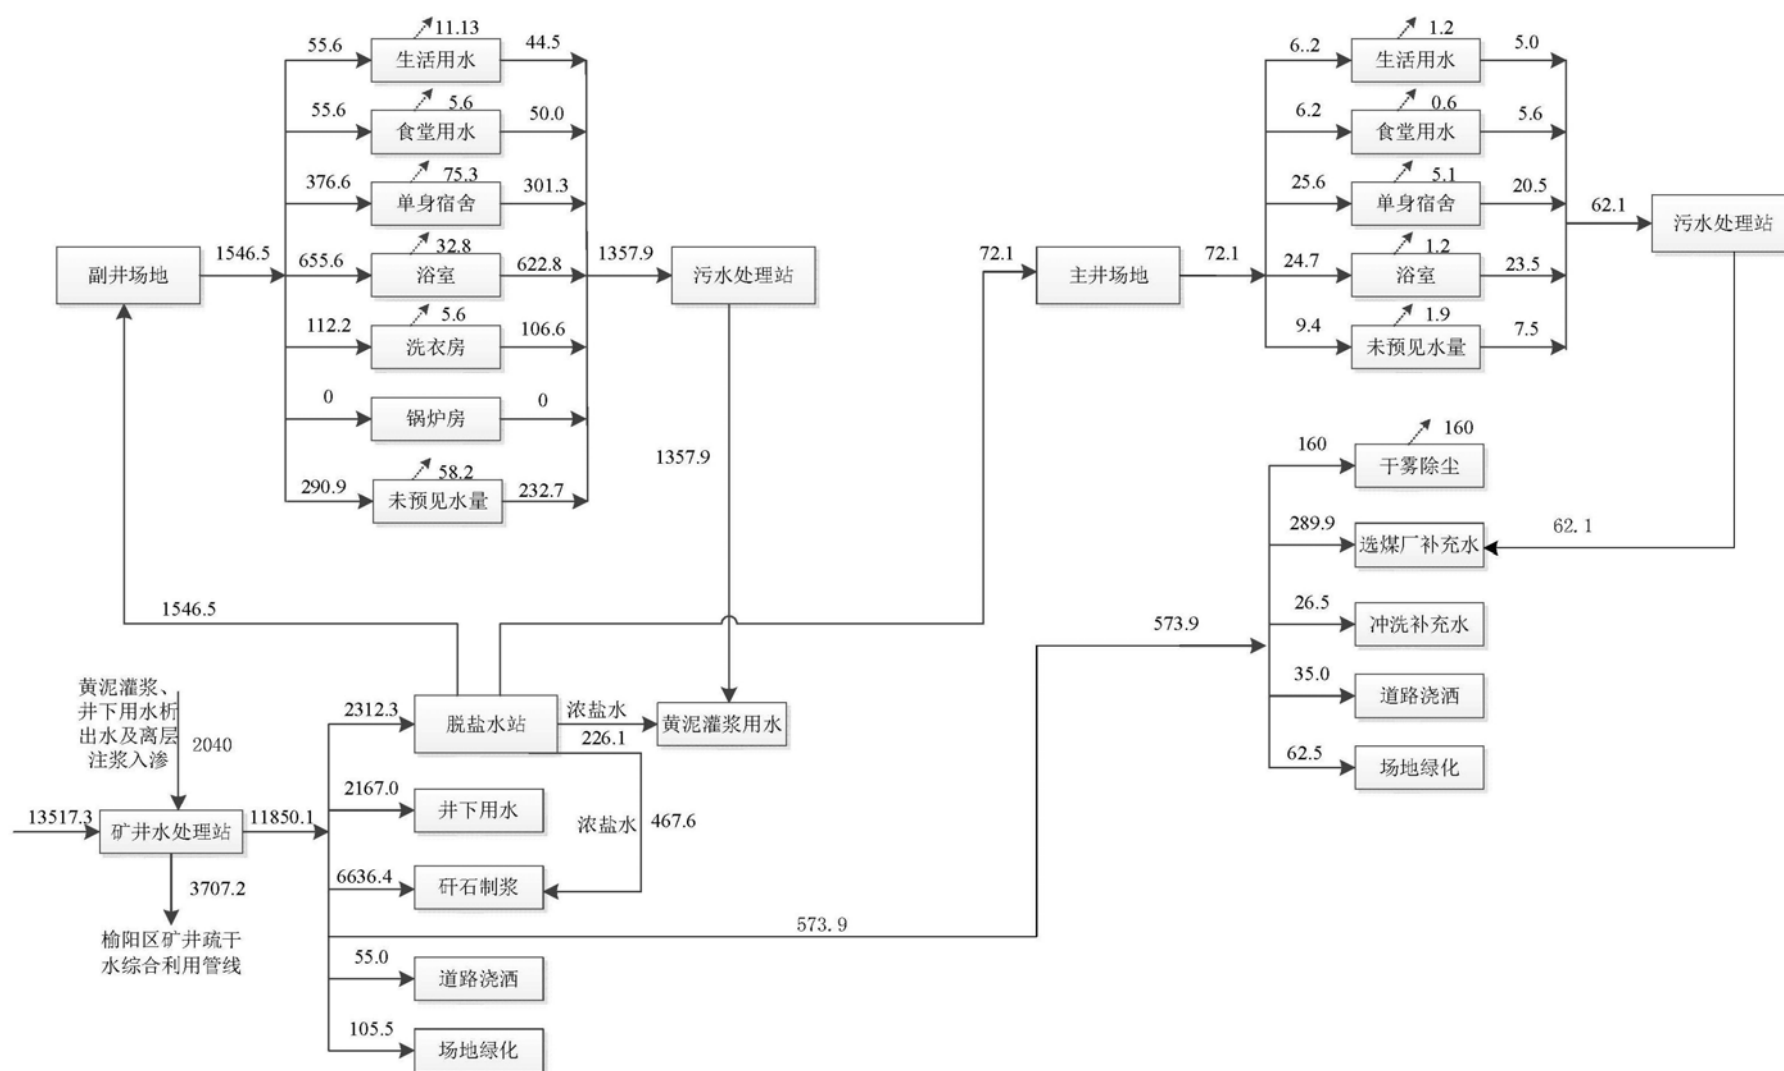 11.13
55.6
生活用水
44.5
5.6
55.6
食堂用水
50.0
75.3
376.6
单身宿舍
301.3
副井场地
1546.5
32.8
655.6
浴室
622.8
1357.9
污水处理站
5.6
112.2
洗衣房
106.6
0
锅炉房
0
58.2
290.9
未预见水量
232.7
1357.9
1.2
6..2
生活用水
5.0
0.6
6.2
食堂用水
5.6
5.1
25.6
单身宿舍
20.5
62.1
污水处理站
72.1
主井场地
72.1
1.2
24.7
浴室
23.5
1.9
9.4
未预见水量
7.5
160
160
干雾除尘
289.9
选煤厂补充水
62.1
26.5
冲洗补充水
573.9
35.0
道路浇洒
62.5
场地绿化
1546.5
黄泥灌浆、
井下用水析
出水及离层
注浆入渗
2040
2312.3
脱盐水站
浓盐水
226.1
黄泥灌浆用水
13517.3
矿井水处理站
11850.1
2167.0
井下用水
浓盐水
467.6
3707.2
6636.4
矸石制浆
榆阳区矿井疏干
水综合利用管线
573.9
55.0
道路浇洒
105.5
场地绿化